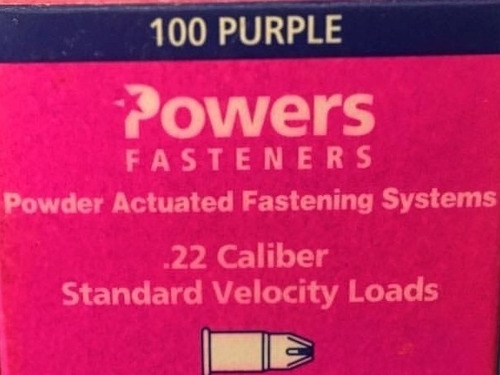 100 PURPLE
Powers
FASTENERS
Powder Actuated Fastening Systems
.22 Caliber
Standard Velocity Loads